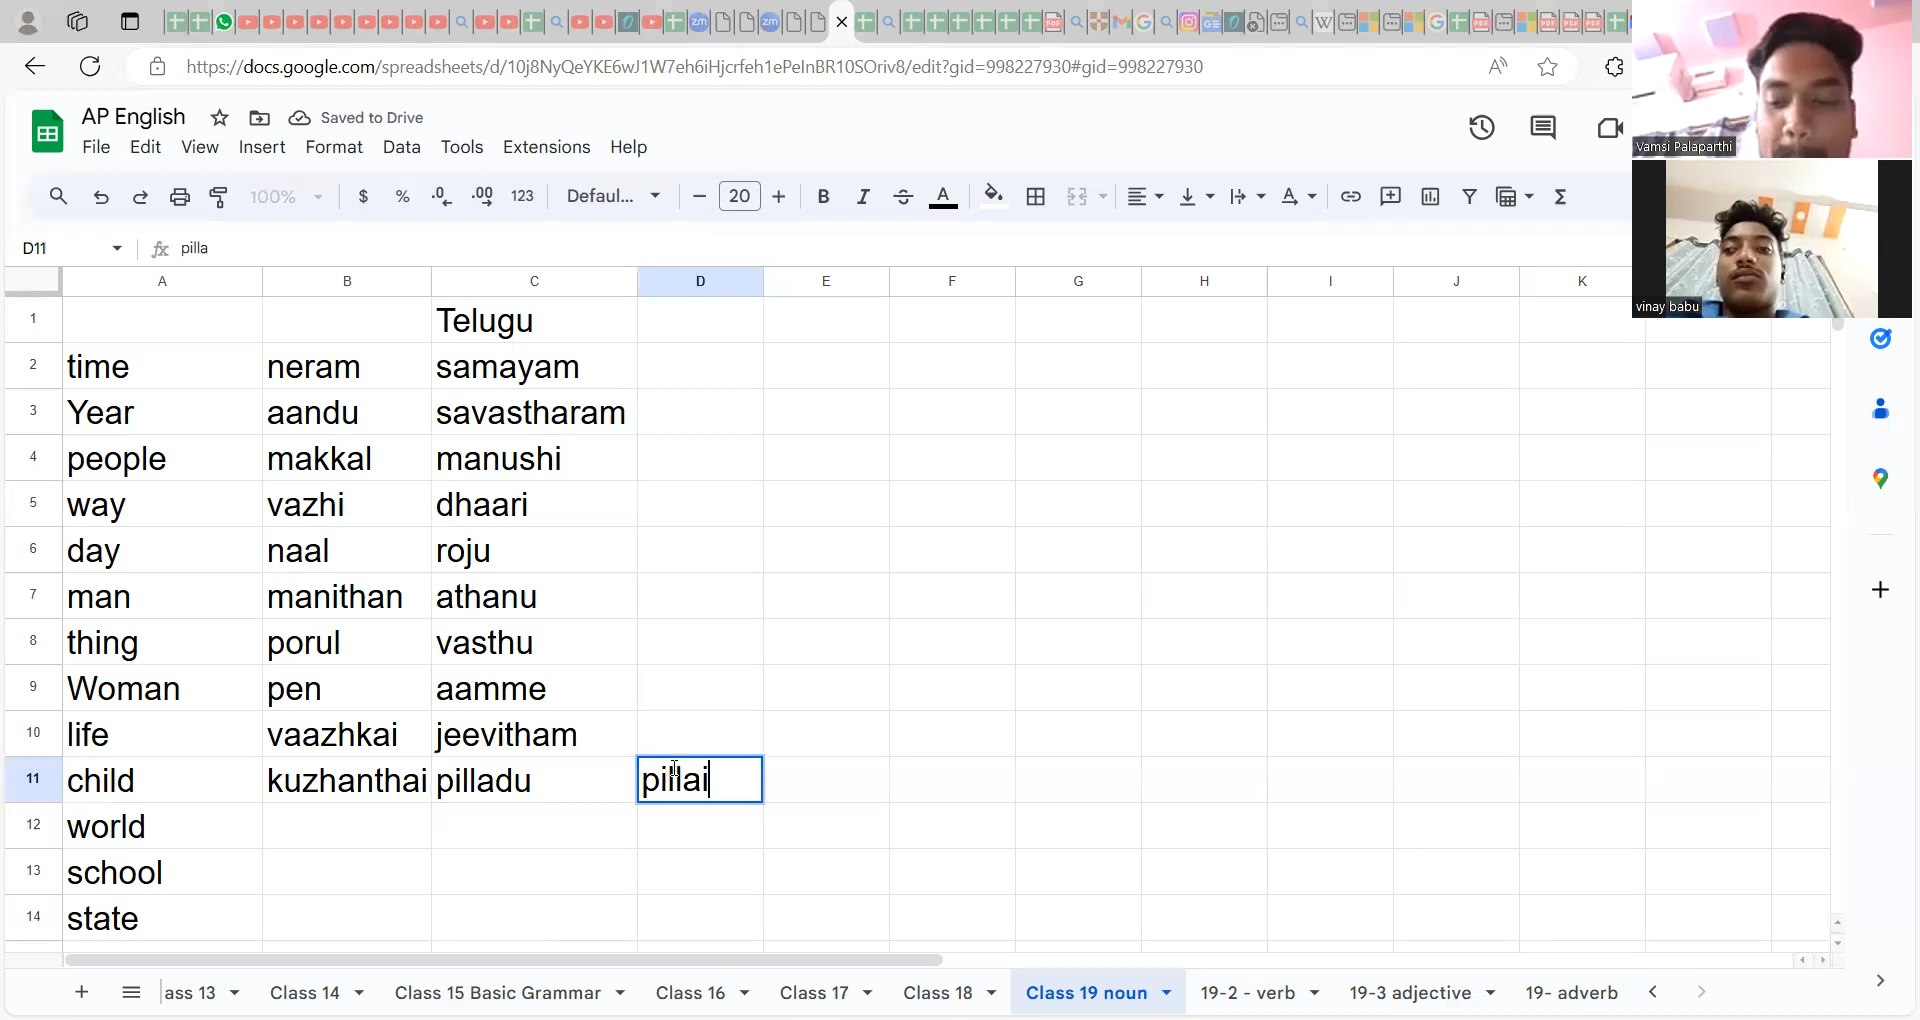 https://docs.google.com/spreadsheets/d/10j8NyQeYKE6wJ1W7eh6iHjcrfeh1ePeInBR10SOriv8/edit?gid=998227930#gid=998227930
AP English Saved to Drive
File Edit View Insert Format Data Tools Extensions Help
100% $ % .0 .00 123 Defaul... 20 B I A
D11 fx pilla
A B C D E F G H I J K
1 Telugu
2 time neram samayam
3 Year aandu savastharam
4 people makkal manushi
5 way vazhi dhaari
6 day naal roju
7 man manithan athanu
8 thing porul vasthu
9 Woman pen aamme
10 life vaazhkai jeevitham
11 child kuzhanthai pilladu pillai
12 world
13 school
14 state
ass 13 Class 14 Class 15 Basic Grammar Class 16 Class 17 Class 18 Class 19 noun 19-2 - verb 19-3 adjective 19- adverb
Vamsi Palaparthi
vinay babu